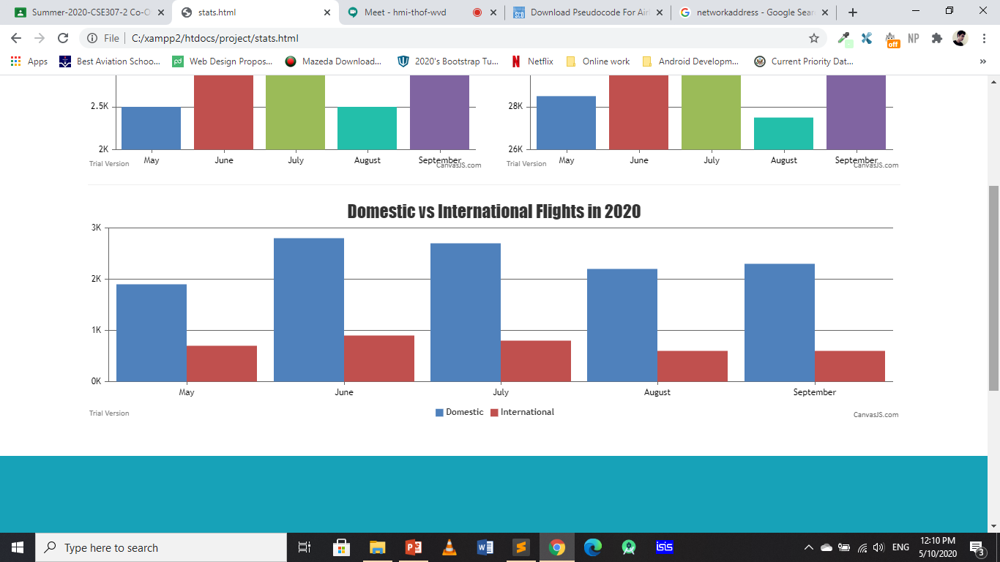 Summer-2020-CSE307-2 Co-O
stats.html
Meet - hmi-thof-wvd
Download Pseudocode For Air
networkaddress - Google Sear
File
C:/xampp2/htdocs/project/stats.html
off
NP
Apps
Best Aviation Schoo...
Web Design Propos...
Mazeda Download...
2020's Bootstrap Tu...
Netflix
Online work
Android Developm...
Current Priority Dat...
»
2.5K
2K
May June July August September
Trial Version
CanvasJS.com
28K
26K
May June July August September
Trial Version
CanvasJS.com
Domestic vs International Flights in 2020
3K
2K
1K
0K
May June July August September
Domestic International
Trial Version
CanvasJS.com
Type here to search
ENG
12:10 PM
5/10/2020
3
isis